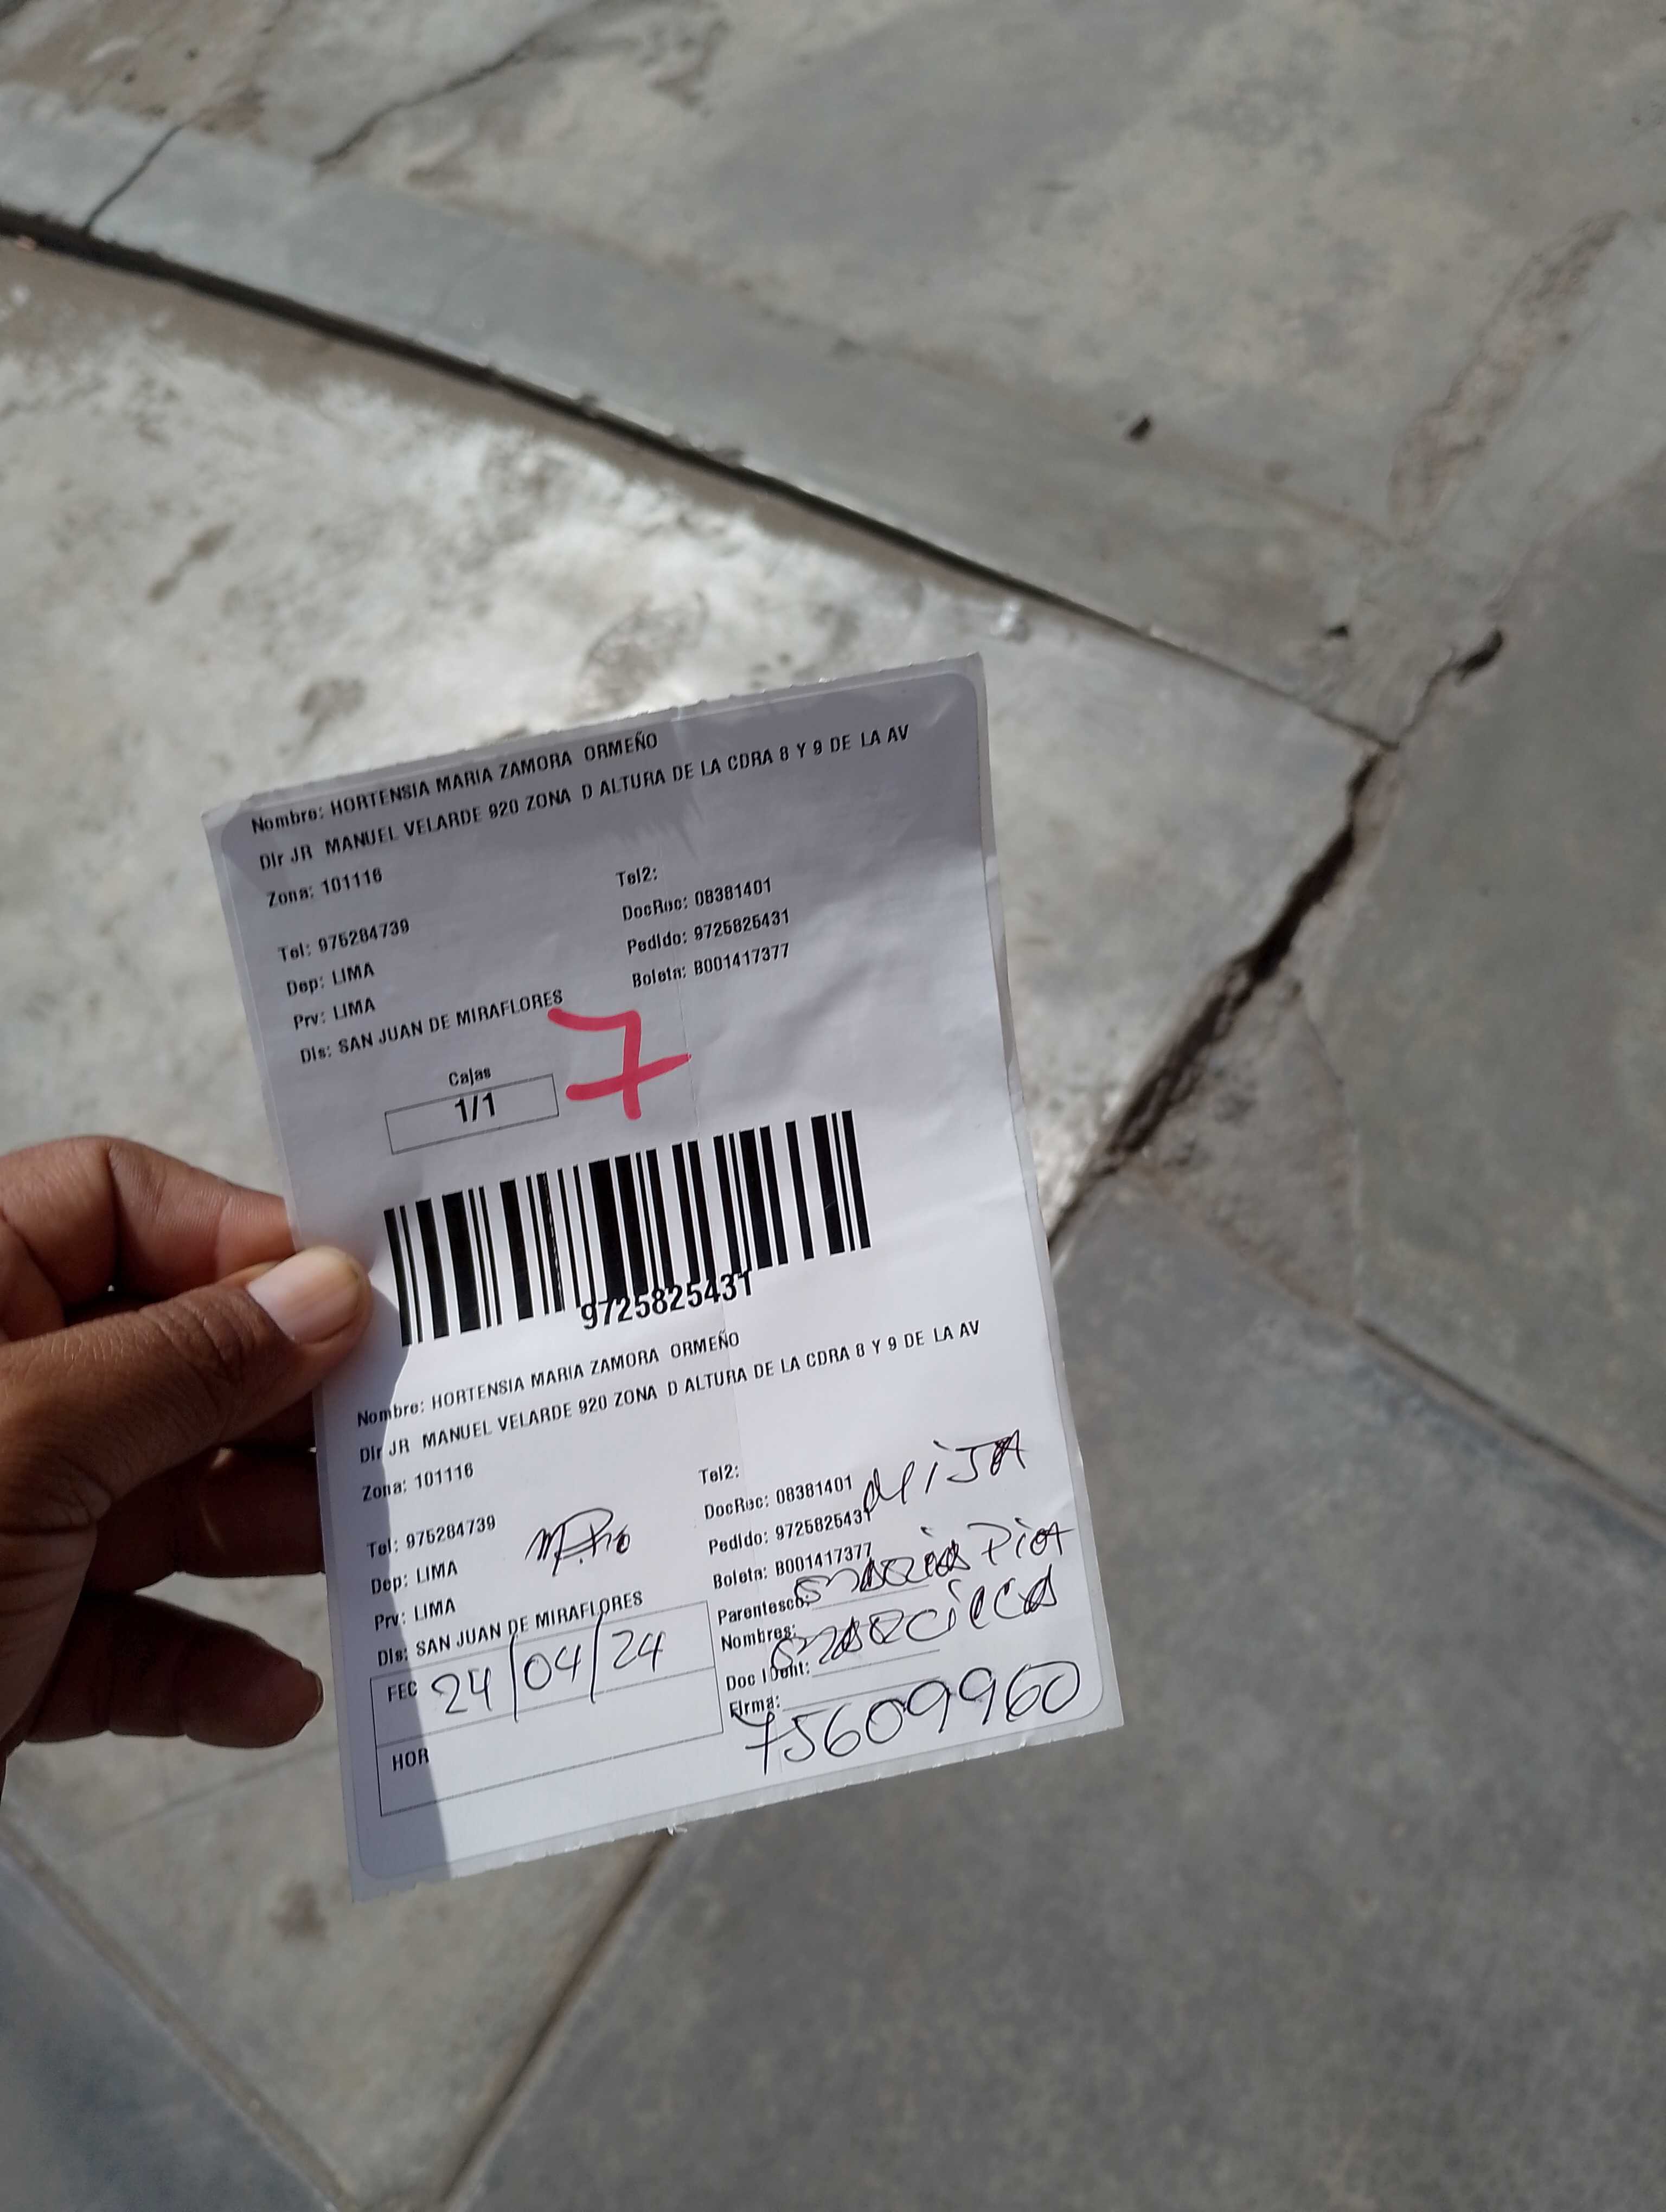 Nombre: HORTENSIA MARIA ZAMORA ORMEÑO
Dir JR MANUEL VELARDE 920 ZONA D ALTURA DE LA CDRA 8 Y 9 DE LA AV
Zona: 101116
Tel2:
Tel: 975284739
DocRec: 08381401
Dep: LIMA
Pedido: 9725825431
Prv: LIMA
Boleta: B001417377
Dis: SAN JUAN DE MIRAFLORES
7
Cajas
1/1
9725825431
Nombre: HORTENSIA MARIA ZAMORA ORMEÑO
Dir JR MANUEL VELARDE 920 ZONA D ALTURA DE LA CDRA 8 Y 9 DE LA AV
Zona: 101116
Tel2:
Tel: 975284739
DocRec: 08381401
Dep: LIMA
Pedido: 9725825431
Prv: LIMA
Boleta: B001417377
Dis: SAN JUAN DE MIRAFLORES
Parentesco:
Nombres:
FEC 24/04/24
Doc Ident:
Firma:
75609960
HOR